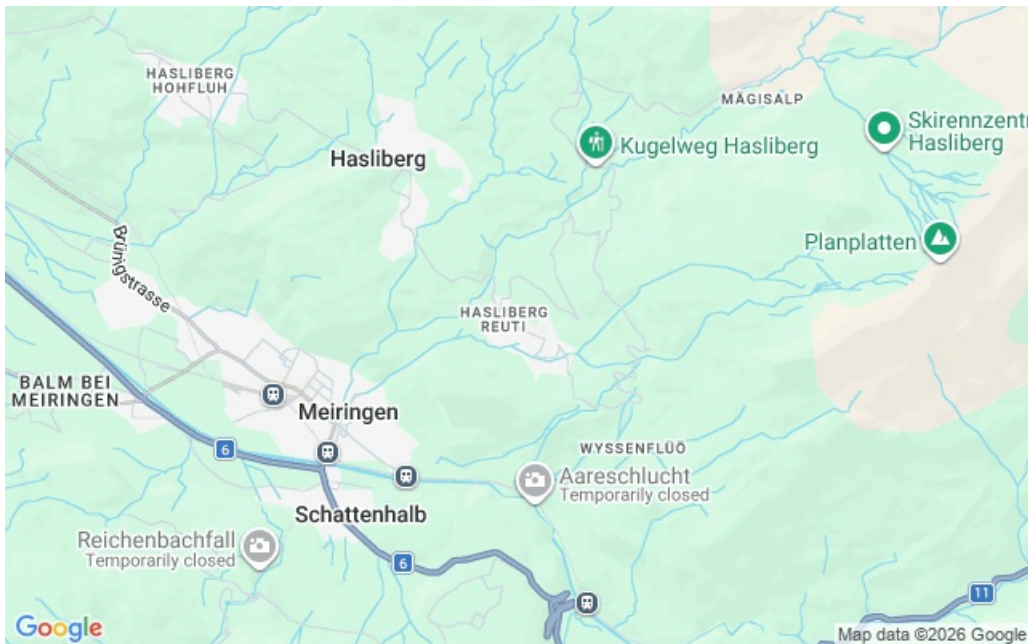 HASLIBERG
HOHFLUH
MÄGISALP
Skirennzentr
Hasliberg
Kugelweg Hasliberg
Hasliberg
Planplatten
Brünigstrasse
HASLIBERG
REUTI
BALM BEI
MEIRINGEN
Meiringen
6
WYSSENFLÜÖ
Aareschlucht
Temporarily closed
Schattenhalb
Reichenbachfall
Temporarily closed
6
11
Google
Map data ©2026 Google